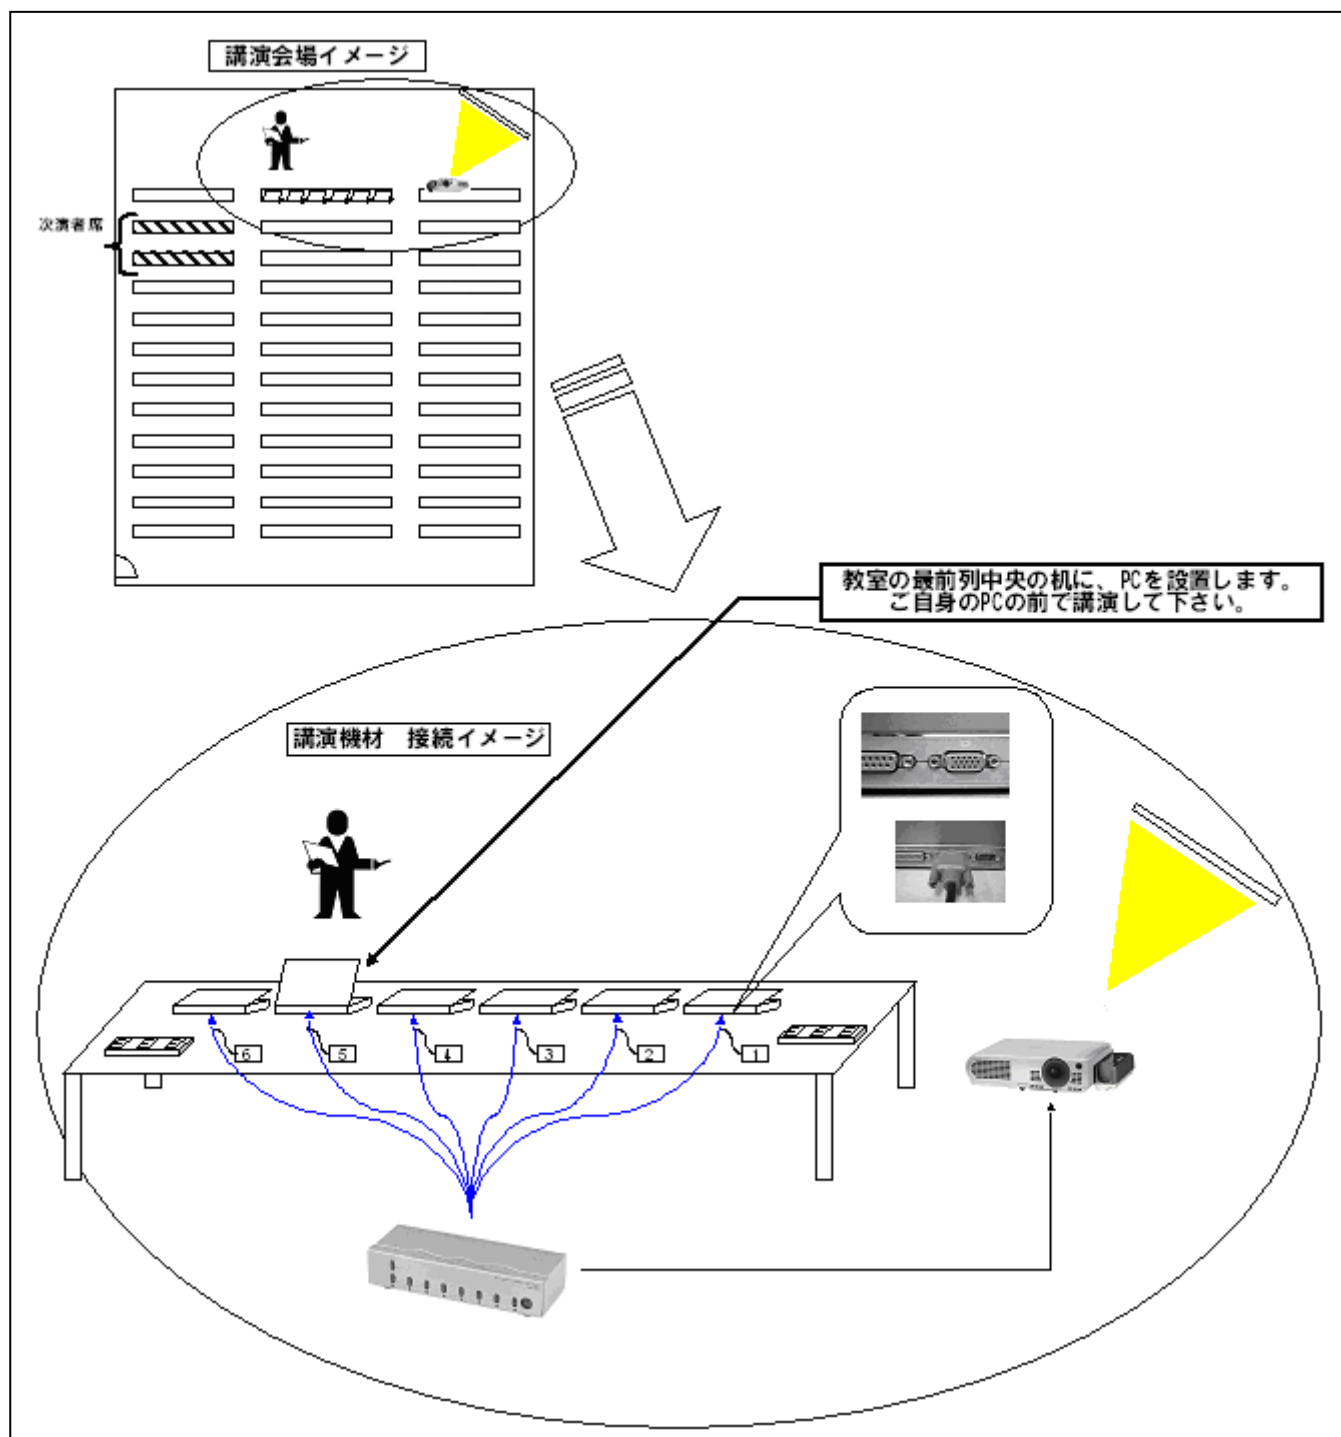 講演会場イメージ
次演者席
教室の最前列中央の机に、PCを設置します。
ご自身のPCの前で講演して下さい。
講演機材　接続イメージ
6 5 4 3 2 1